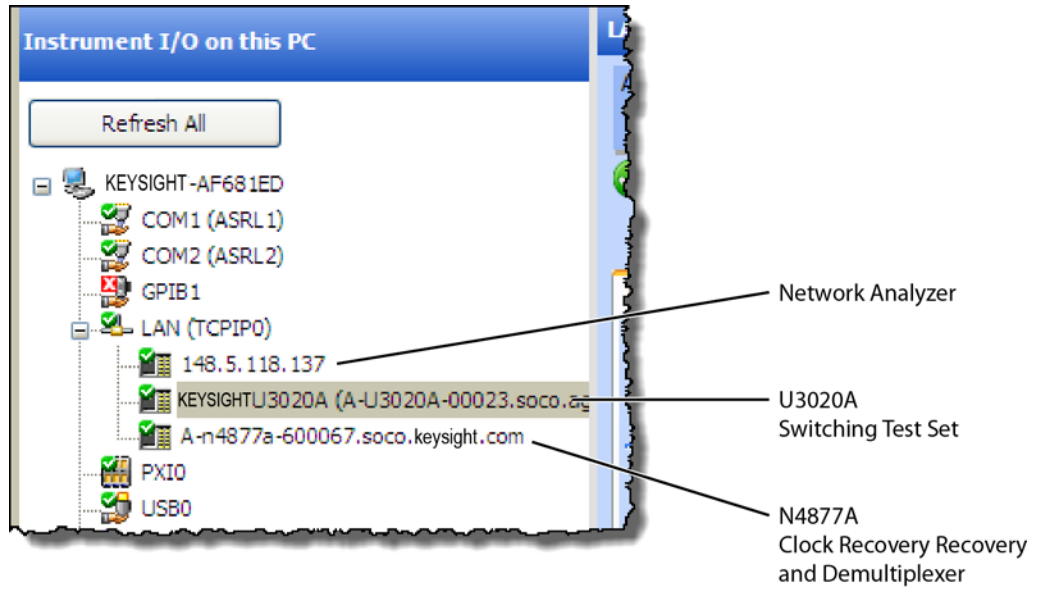 Instrument I/O on this PC
Refresh All
KEYSIGHT-AF681ED
COM1 (ASRL1)
COM2 (ASRL2)
GPIB1
LAN (TCPIP0)
148.5.118.137
KEYSIGHTU3020A (A-U3020A-00023.soco.ag
A-n4877a-600067.soco.keysight.com
PXI0
USB0
Network Analyzer
U3020A
Switching Test Set
N4877A
Clock Recovery Recovery
and Demultiplexer